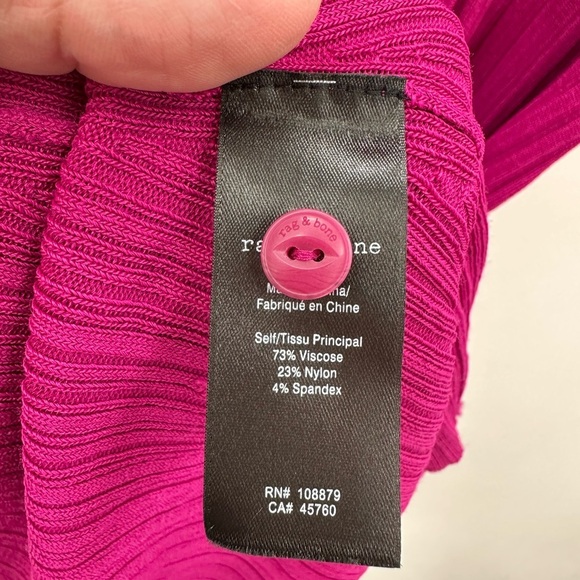 rag & bone
Fabriqué en Chine
Self/Tissu Principal
73% Viscose
23% Nylon
4% Spandex
RN# 108879
CA# 45760